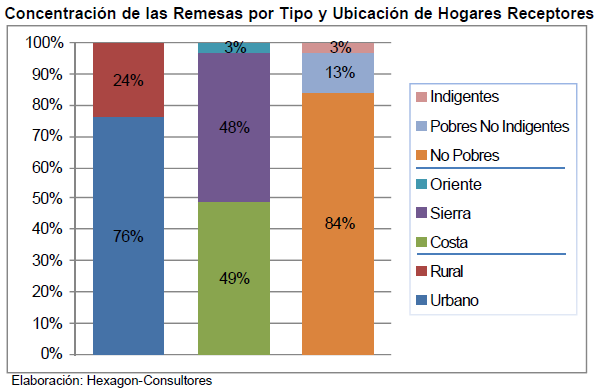 Concentración de las Remesas por Tipo y Ubicación de Hogares Receptores
100%
90%
80%
70%
60%
50%
40%
30%
20%
10%
0%
24%
76%
3%
48%
49%
3%
13%
84%
Indigentes
Pobres No Indigentes
No Pobres
Oriente
Sierra
Costa
Rural
Urbano
Elaboración: Hexagon-Consultores